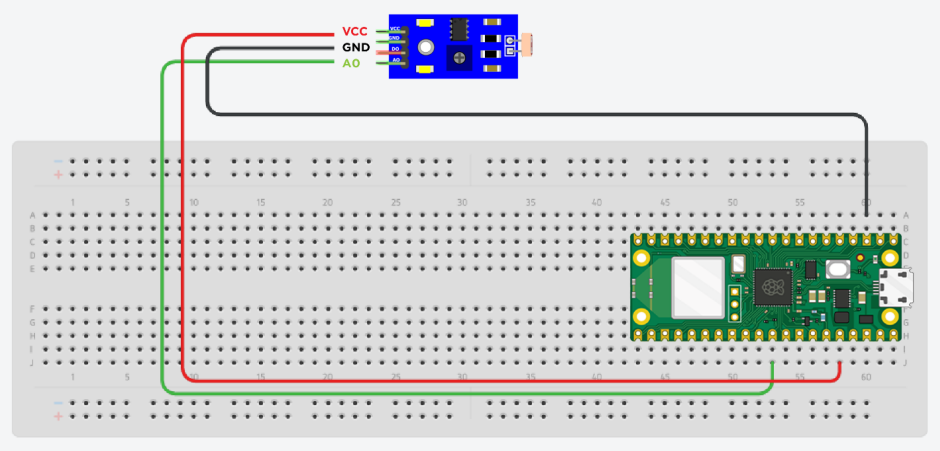 VCC
GND
A0
VCC
GND
DO
AO
- -
+ +
1 5 10 15 20 25 30 35 40 45 50 55 60
A A
B B
C C
D D
E
F
G G
H H
I I
J J
1 5 10 15 20 25 30 35 40 45 50 55 60
- -
+ +